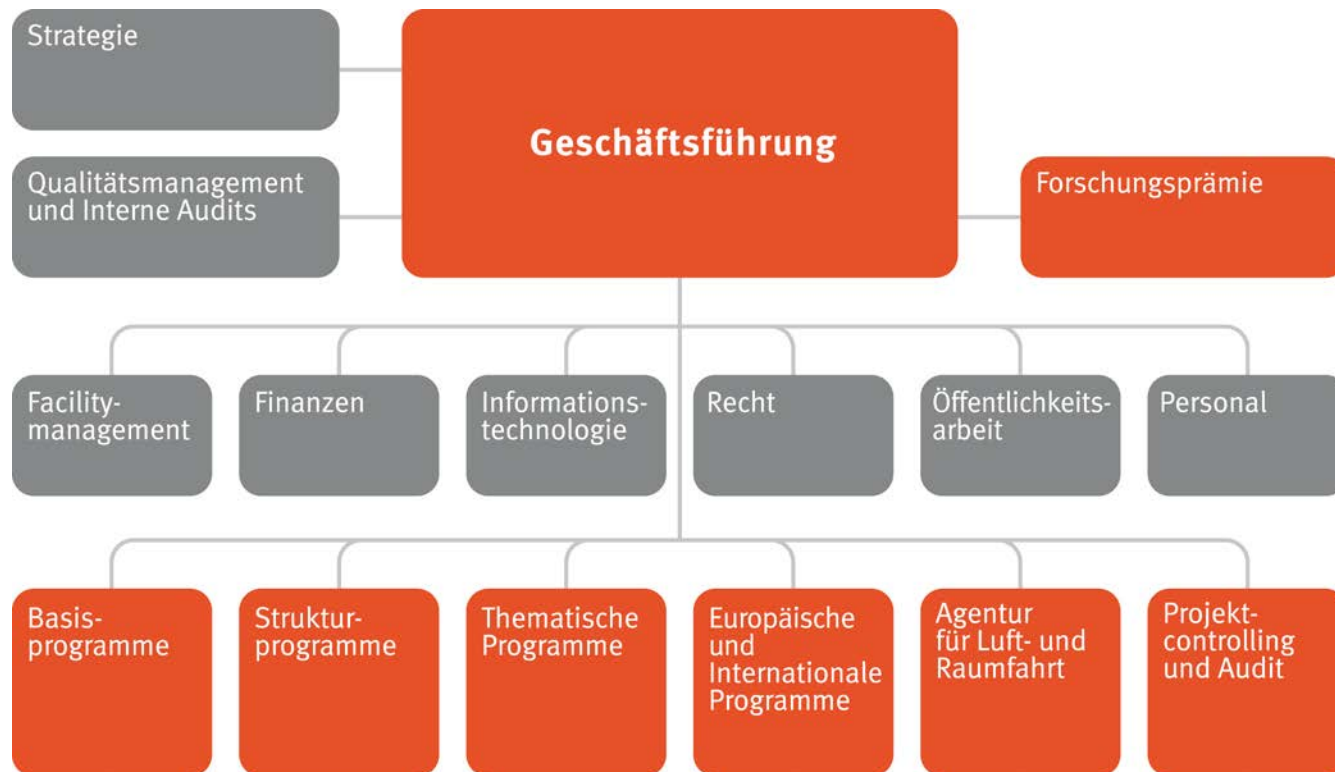 Strategie
Geschäftsführung
Qualitätsmanagement
und Interne Audits
Forschungsprämie
Facility-
management
Finanzen
Informations-
technologie
Recht
Öffentlichkeits-
arbeit
Personal
Basis-
programme
Struktur-
programme
Thematische
Programme
Europäische
und
Internationale
Programme
Agentur
für Luft- und
Raumfahrt
Projekt-
controlling
und Audit